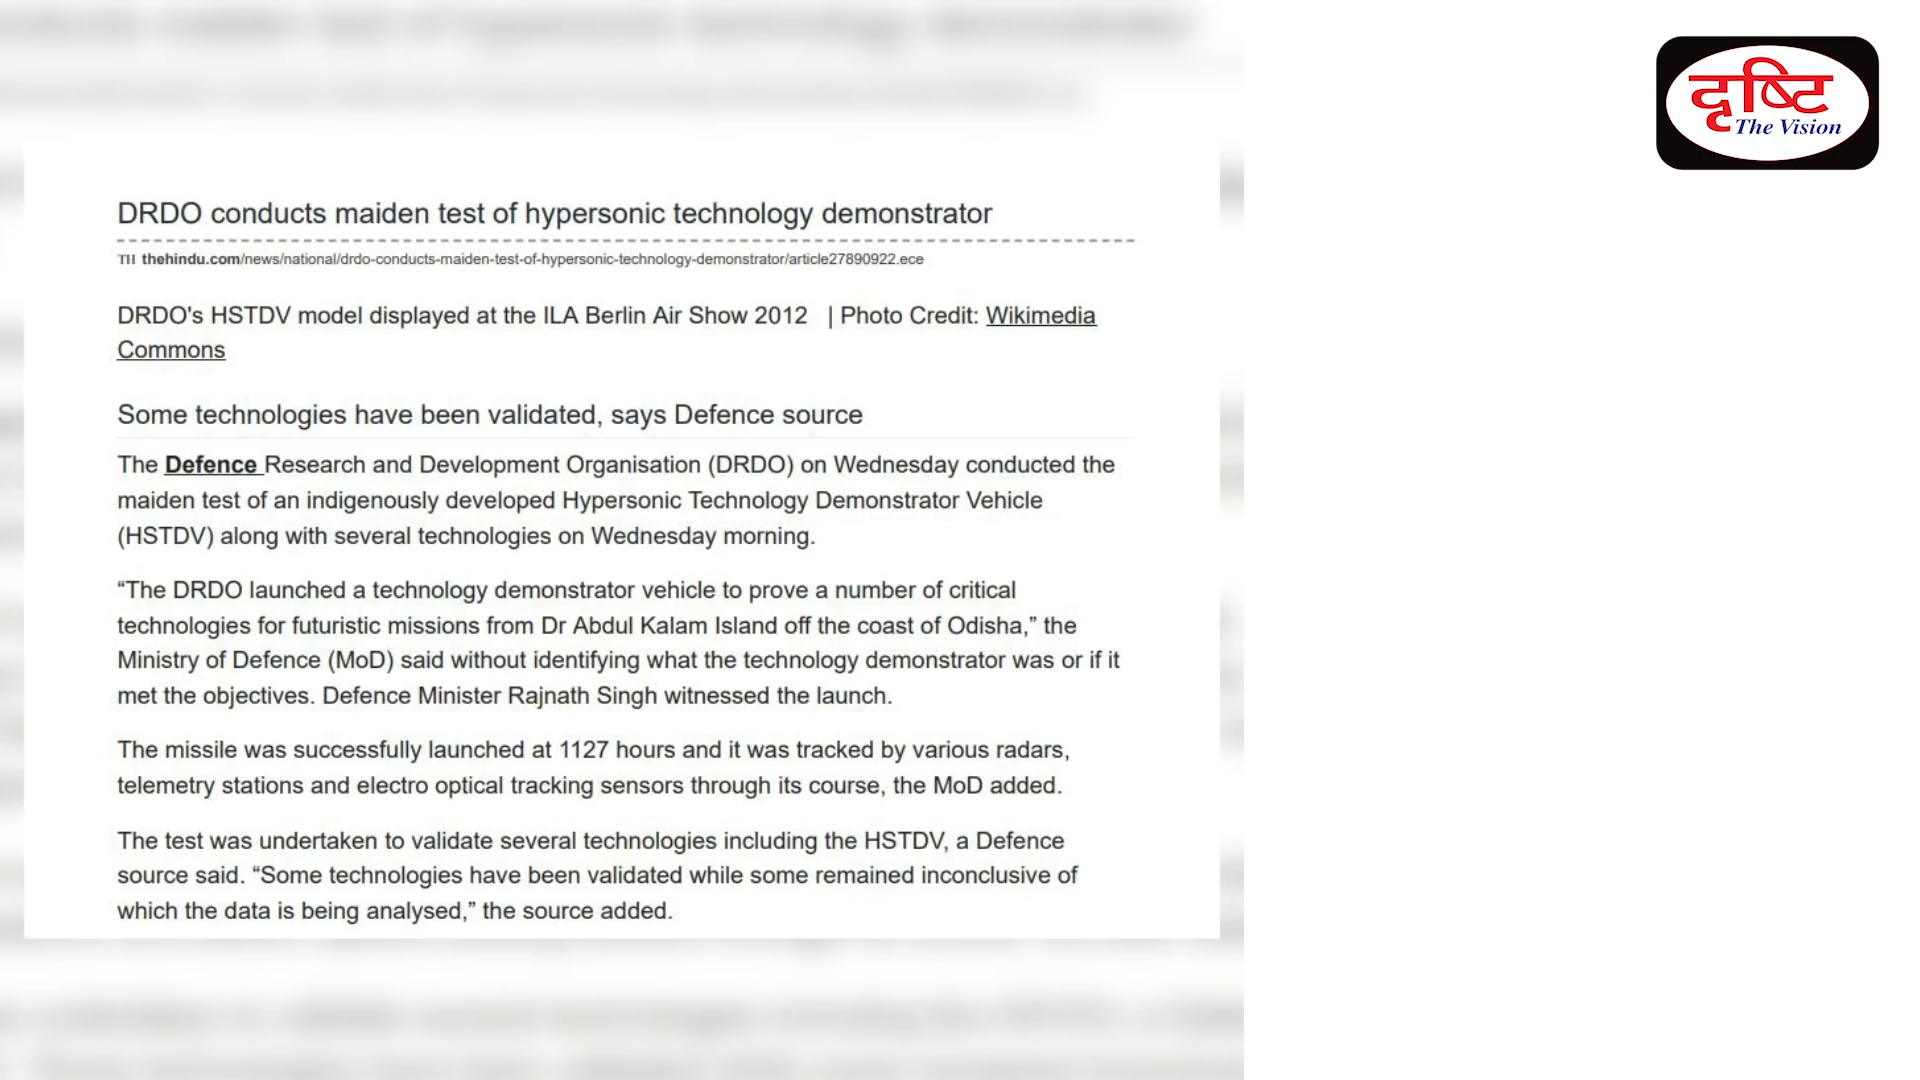 दृष्टि
The Vision
DRDO conducts maiden test of hypersonic technology demonstrator
TH thehindu.com/news/national/drdo-conducts-maiden-test-of-hypersonic-technology-demonstrator/article27890922.ece
DRDO's HSTDV model displayed at the ILA Berlin Air Show 2012 | Photo Credit: Wikimedia
Commons
Some technologies have been validated, says Defence source
The Defence Research and Development Organisation (DRDO) on Wednesday conducted the
maiden test of an indigenously developed Hypersonic Technology Demonstrator Vehicle
(HSTDV) along with several technologies on Wednesday morning.
“The DRDO launched a technology demonstrator vehicle to prove a number of critical
technologies for futuristic missions from Dr Abdul Kalam Island off the coast of Odisha,” the
Ministry of Defence (MoD) said without identifying what the technology demonstrator was or if it
met the objectives. Defence Minister Rajnath Singh witnessed the launch.
The missile was successfully launched at 1127 hours and it was tracked by various radars,
telemetry stations and electro optical tracking sensors through its course, the MoD added.
The test was undertaken to validate several technologies including the HSTDV, a Defence
source said. “Some technologies have been validated while some remained inconclusive of
which the data is being analysed,” the source added.